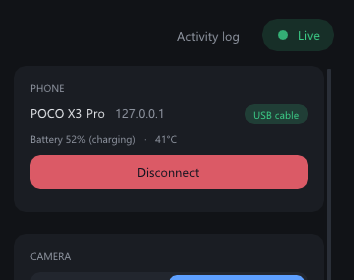 Activity log
Live
PHONE
POCO X3 Pro 127.0.0.1 USB cable
Battery 52% (charging) · 41°C
Disconnect
CAMERA